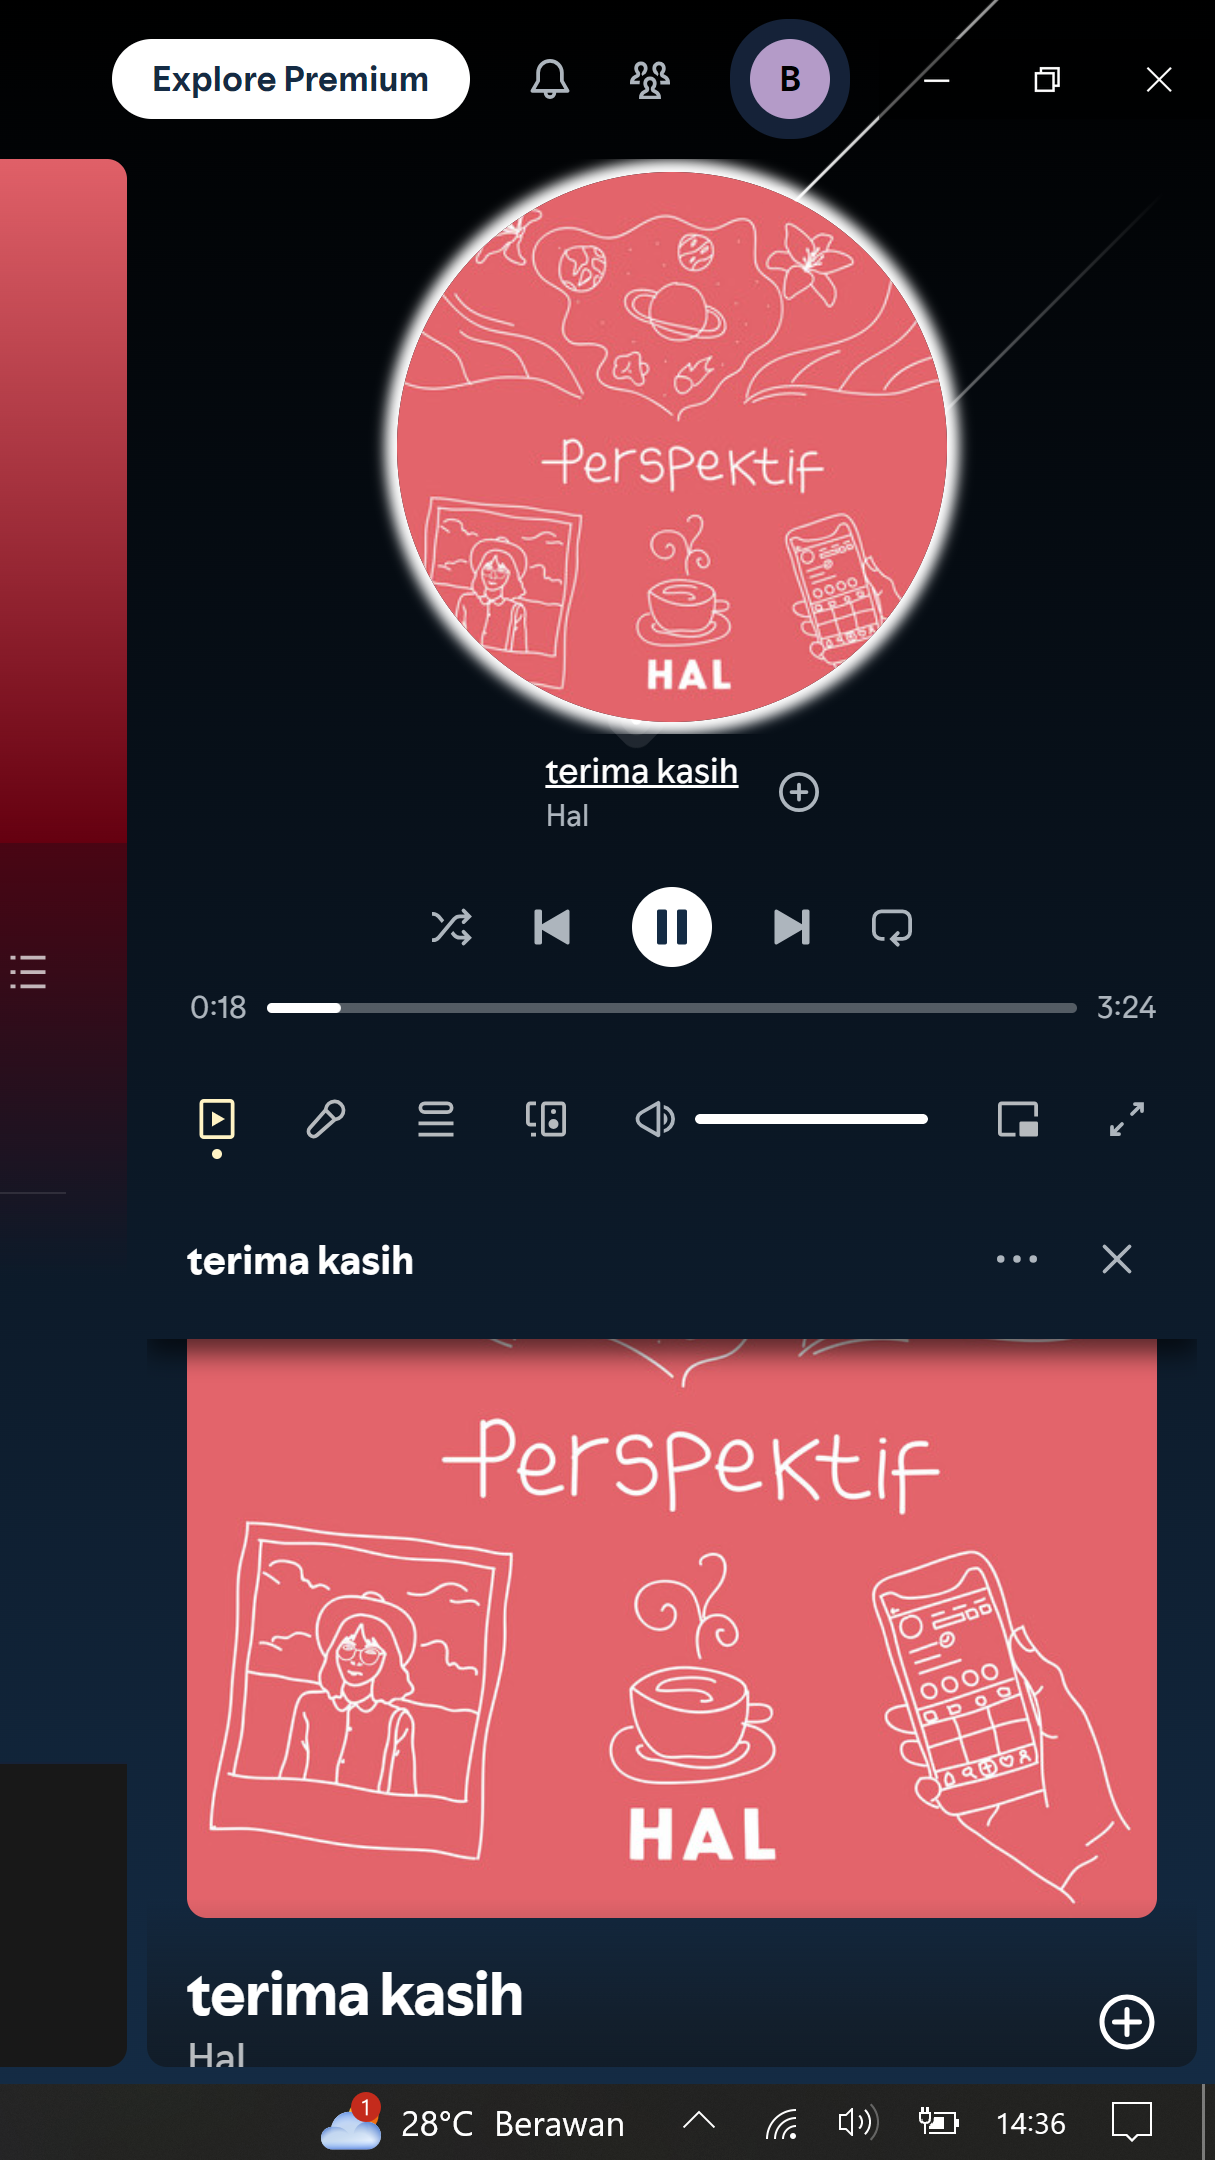 Explore Premium
B
Perspektif
HAL
terima kasih
Hal
0:18
3:24
terima kasih
Perspektif
HAL
terima kasih
Hal
1
28°C Berawan
14:36